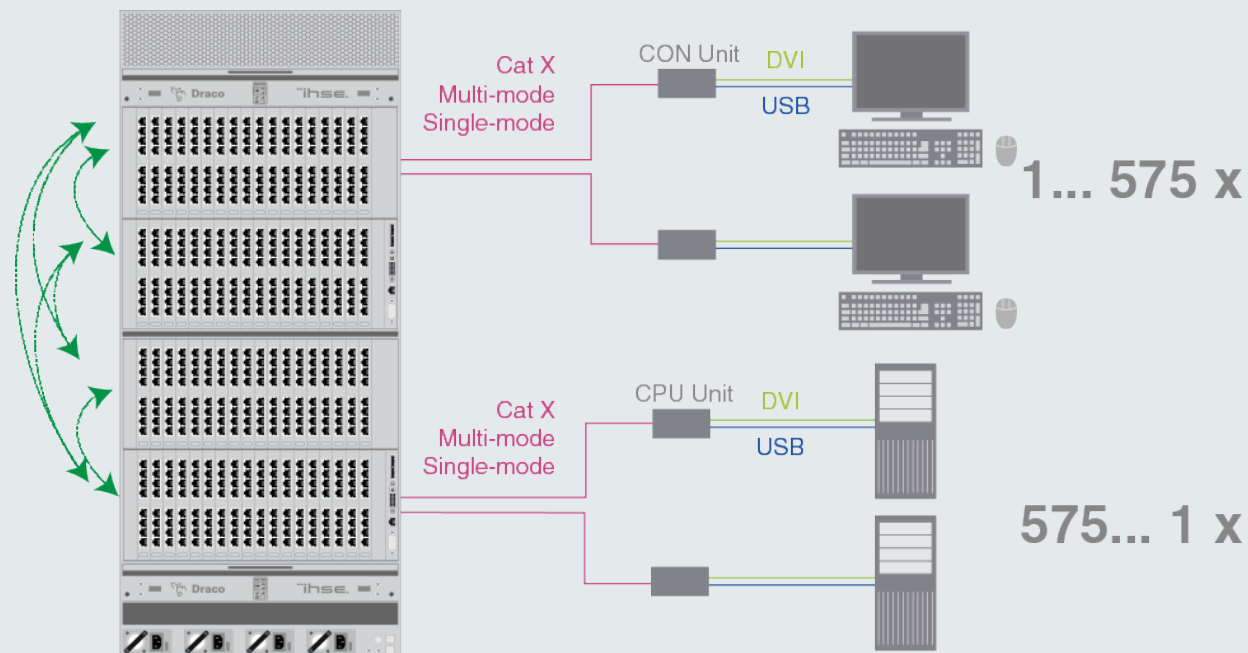 Draco
ihse.
Cat X
Multi-mode
Single-mode
CON Unit
DVI
USB
1... 575 x
Cat X
Multi-mode
Single-mode
CPU Unit
DVI
USB
575... 1 x
Draco
ihse.